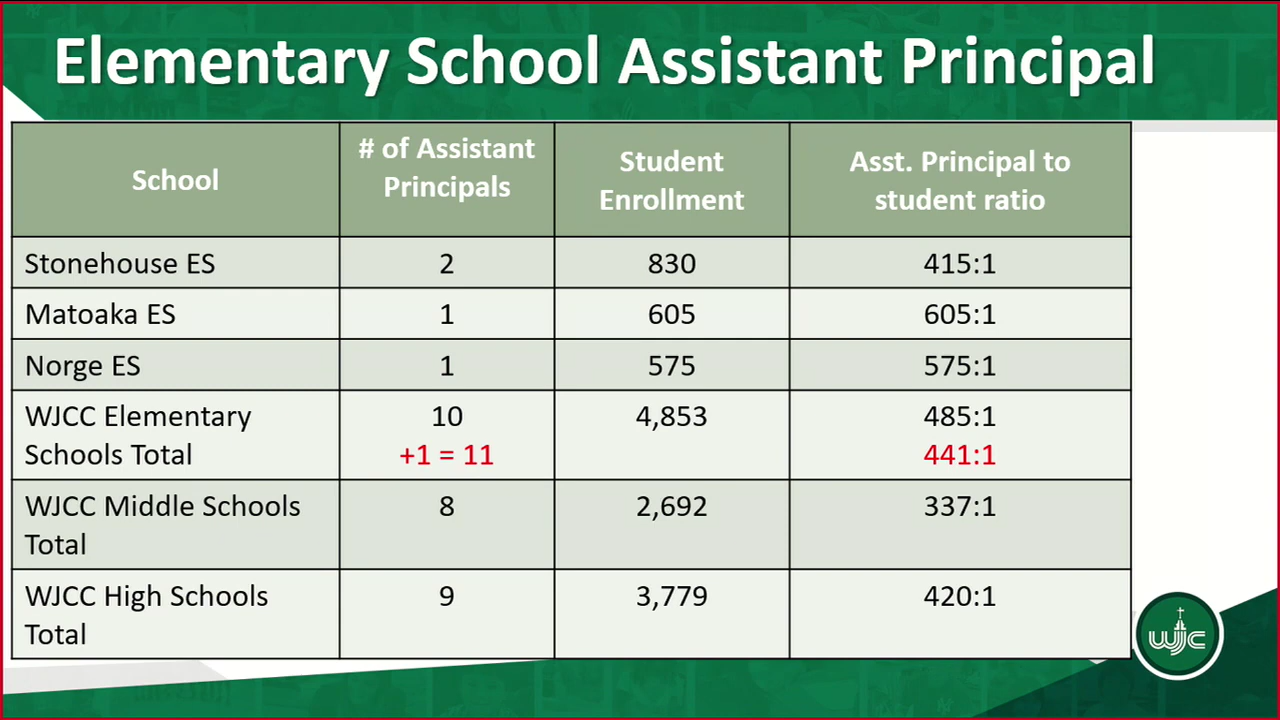 Elementary School Assistant Principal
School
# of Assistant
Principals
Student
Enrollment
Asst. Principal to
student ratio
Stonehouse ES
2
830
415:1
Matoaka ES
1
605
605:1
Norge ES
1
575
575:1
WJCC Elementary
Schools Total
10
+1 = 11
4,853
485:1
441:1
WJCC Middle Schools
Total
8
2,692
337:1
WJCC High Schools
Total
9
3,779
420:1
WJC